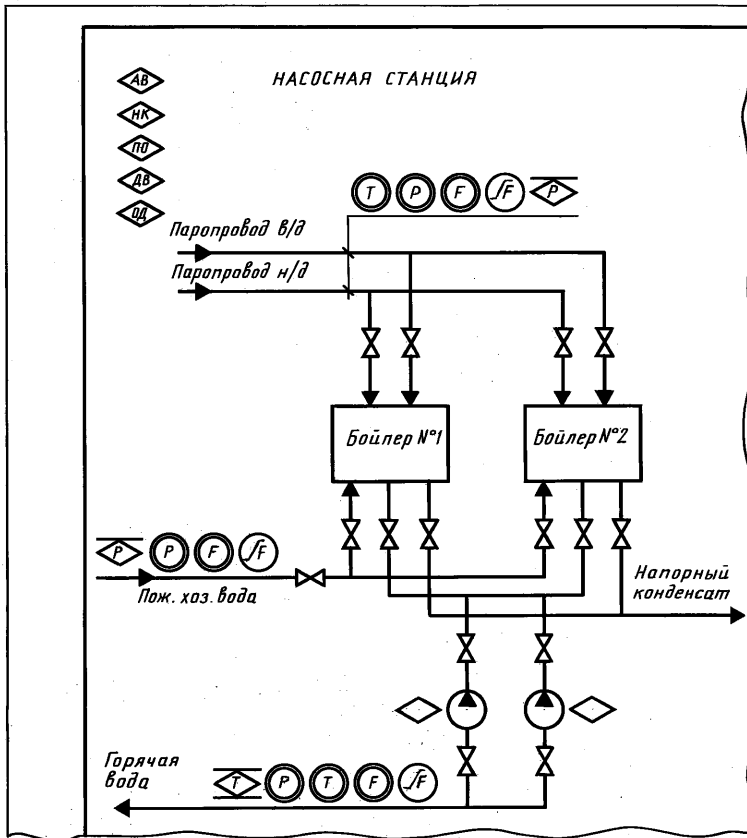 АВ
НАСОСНАЯ СТАНЦИЯ
НК
ПО
ДВ
ОД
T P F ∫F P
Паропровод в/д
Паропровод н/д
Бойлер №1
Бойлер №2
P P F ∫F
Пож. хоз. вода
Напорный
конденсат
Горячая
вода
T P T F ∫F